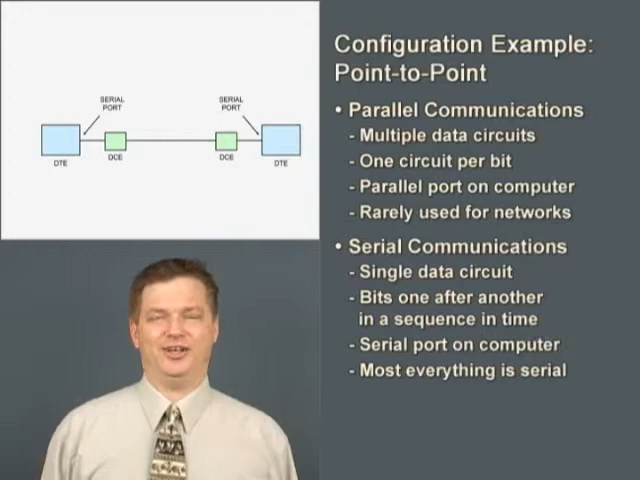 SERIAL
PORT
SERIAL
PORT
DTE
DCE
DCE
DTE
Configuration Example:
Point-to-Point
• Parallel Communications
- Multiple data circuits
- One circuit per bit
- Parallel port on computer
- Rarely used for networks
• Serial Communications
- Single data circuit
- Bits one after another
in a sequence in time
- Serial port on computer
- Most everything is serial